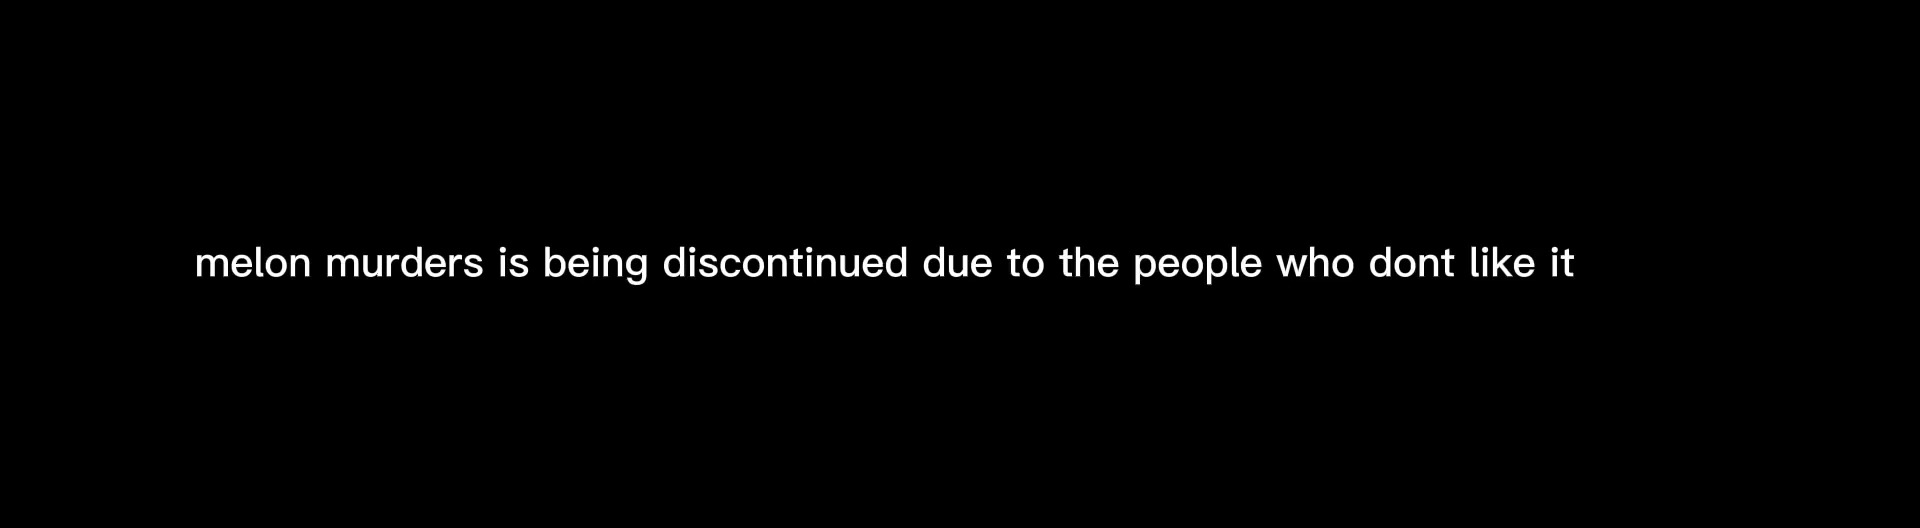 melon murders is being discontinued due to the people who dont like it